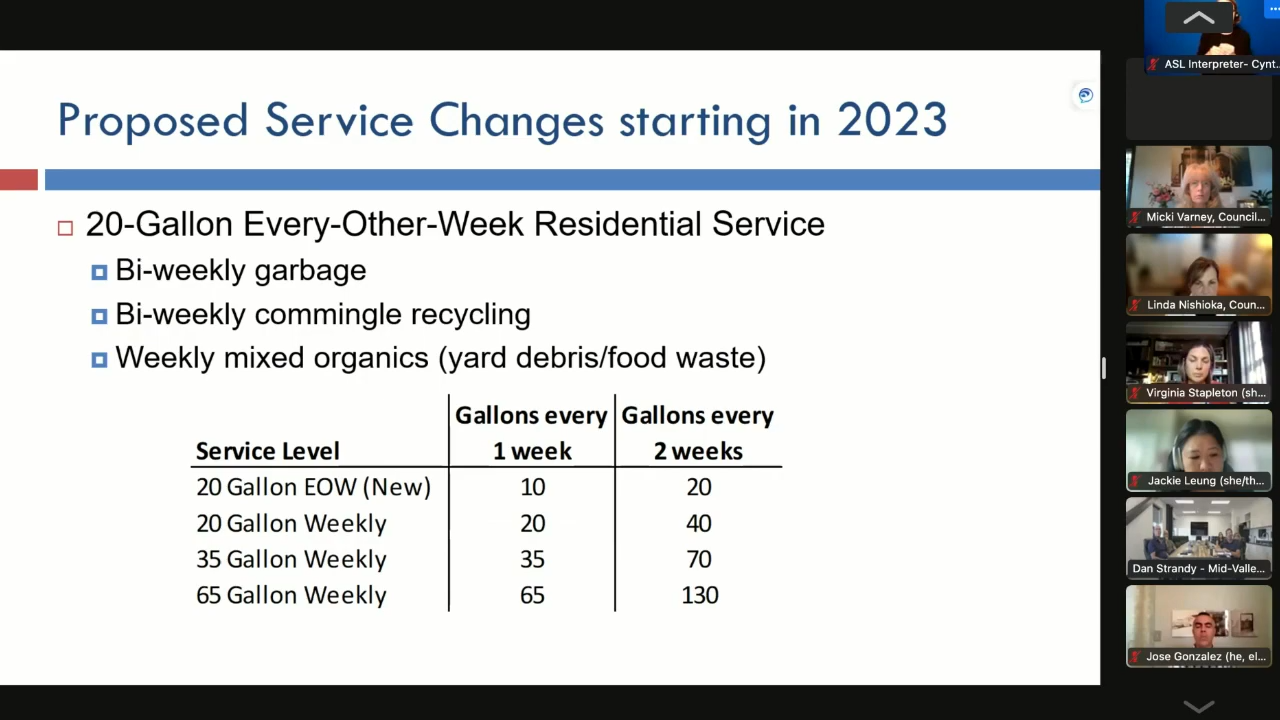 Proposed Service Changes starting in 2023
20-Gallon Every-Other-Week Residential Service
Bi-weekly garbage
Bi-weekly commingle recycling
Weekly mixed organics (yard debris/food waste)
Gallons every Gallons every
Service Level 1 week 2 weeks
20 Gallon EOW (New) 10 20
20 Gallon Weekly 20 40
35 Gallon Weekly 35 70
65 Gallon Weekly 65 130
ASL Interpreter- Cynt...
Micki Varney, Council...
Linda Nishioka, Coun...
Virginia Stapleton (sh...
Jackie Leung (she/th...
Dan Strandy - Mid-Valle...
Jose Gonzalez (he, el...